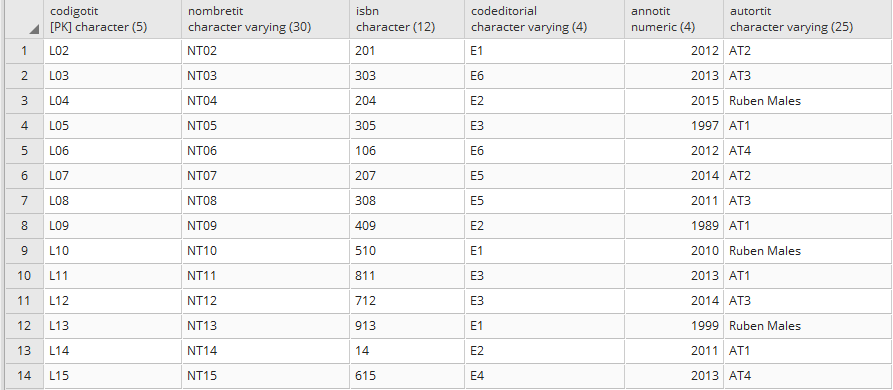 codigotit nombretit isbn codeditorial annotit autortit
[PK] character (5) character varying (30) character (12) character varying (4) numeric (4) character varying (25)
1 L02 NT02 201 E1 2012 AT2
2 L03 NT03 303 E6 2013 AT3
3 L04 NT04 204 E2 2015 Ruben Males
4 L05 NT05 305 E3 1997 AT1
5 L06 NT06 106 E6 2012 AT4
6 L07 NT07 207 E5 2014 AT2
7 L08 NT08 308 E5 2011 AT3
8 L09 NT09 409 E2 1989 AT1
9 L10 NT10 510 E1 2010 Ruben Males
10 L11 NT11 811 E3 2013 AT1
11 L12 NT12 712 E3 2014 AT3
12 L13 NT13 913 E1 1999 Ruben Males
13 L14 NT14 14 E2 2011 AT1
14 L15 NT15 615 E4 2013 AT4